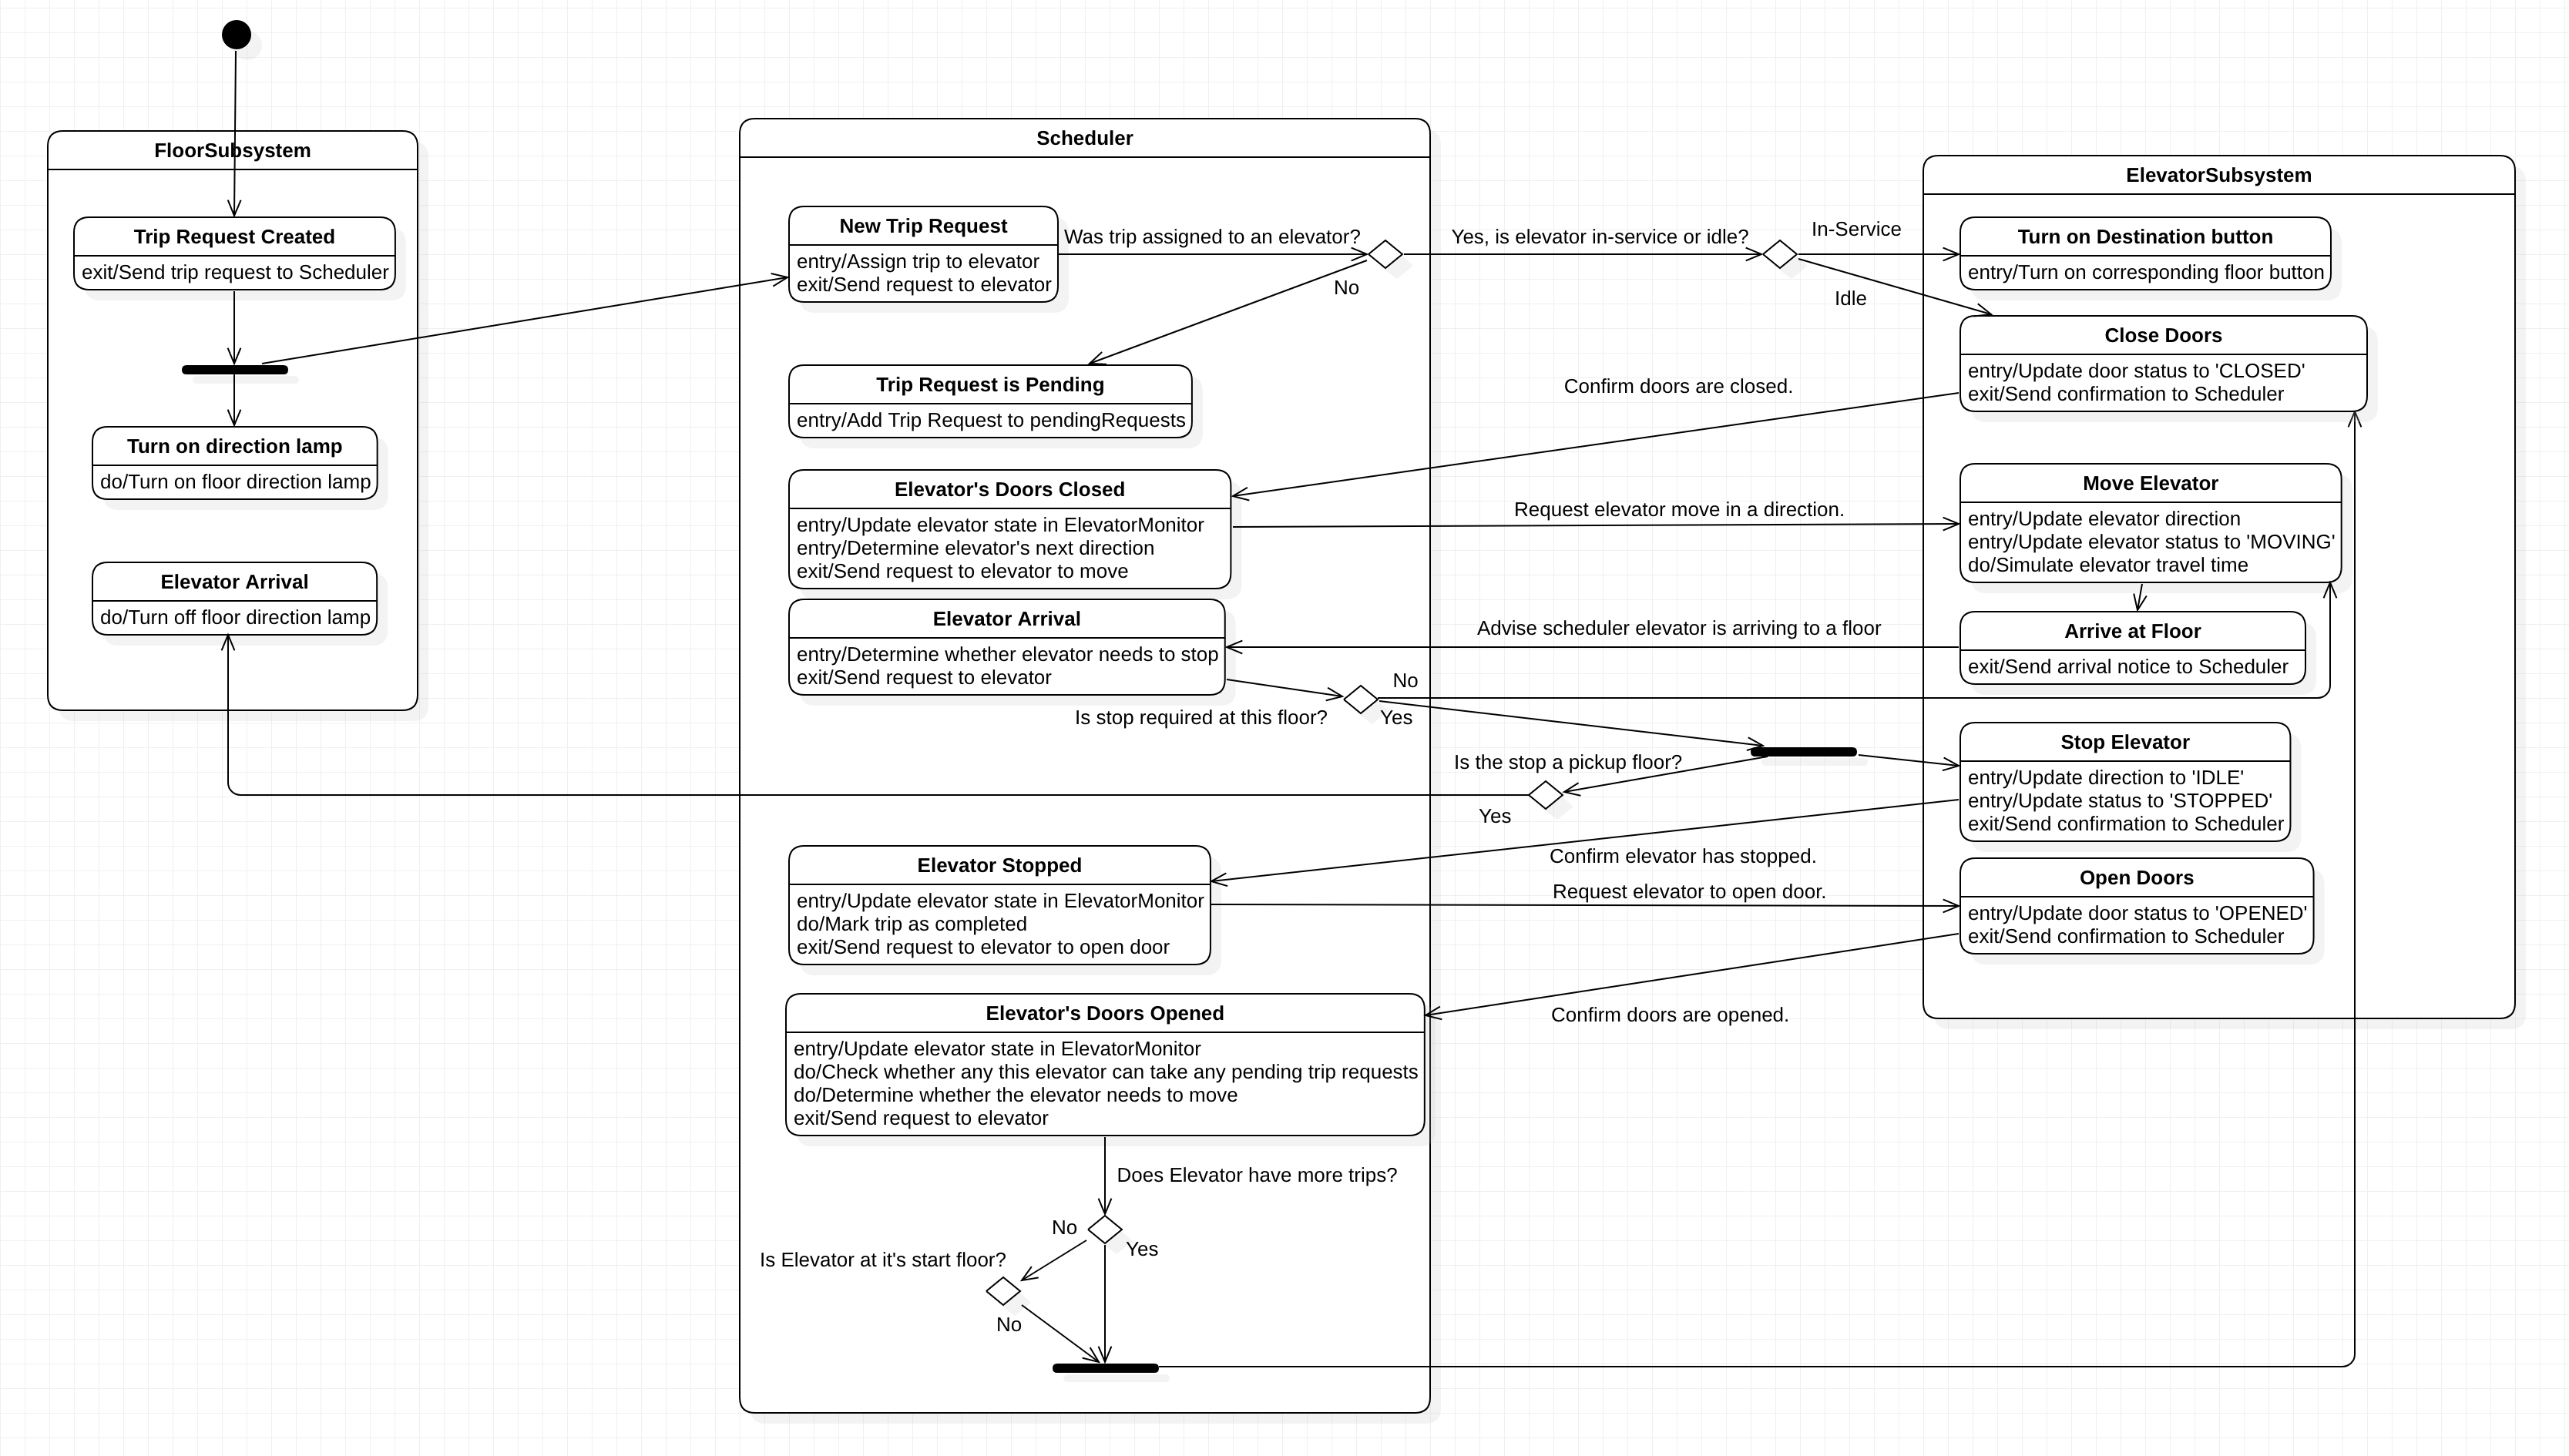 FloorSubsystem
Trip Request Created
exit/Send trip request to Scheduler
Turn on direction lamp
do/Turn on floor direction lamp
Elevator Arrival
do/Turn off floor direction lamp
Scheduler
New Trip Request
entry/Assign trip to elevator
exit/Send request to elevator
Was trip assigned to an elevator?
No
Yes, is elevator in-service or idle?
In-Service
Idle
Trip Request is Pending
entry/Add Trip Request to pendingRequests
Confirm doors are closed.
Elevator's Doors Closed
entry/Update elevator state in ElevatorMonitor
entry/Determine elevator's next direction
exit/Send request to elevator to move
Request elevator move in a direction.
Elevator Arrival
entry/Determine whether elevator needs to stop
exit/Send request to elevator
Advise scheduler elevator is arriving to a floor
No
Is stop required at this floor?
Yes
Is the stop a pickup floor?
Yes
Elevator Stopped
entry/Update elevator state in ElevatorMonitor
do/Mark trip as completed
exit/Send request to elevator to open door
Confirm elevator has stopped.
Request elevator to open door.
Elevator's Doors Opened
entry/Update elevator state in ElevatorMonitor
do/Check whether any this elevator can take any pending trip requests
do/Determine whether the elevator needs to move
exit/Send request to elevator
Confirm doors are opened.
Does Elevator have more trips?
No
Yes
Is Elevator at it's start floor?
No
ElevatorSubsystem
Turn on Destination button
entry/Turn on corresponding floor button
Close Doors
entry/Update door status to 'CLOSED'
exit/Send confirmation to Scheduler
Move Elevator
entry/Update elevator direction
entry/Update elevator status to 'MOVING'
do/Simulate elevator travel time
Arrive at Floor
exit/Send arrival notice to Scheduler
Stop Elevator
entry/Update direction to 'IDLE'
entry/Update status to 'STOPPED'
exit/Send confirmation to Scheduler
Open Doors
entry/Update door status to 'OPENED'
exit/Send confirmation to Scheduler